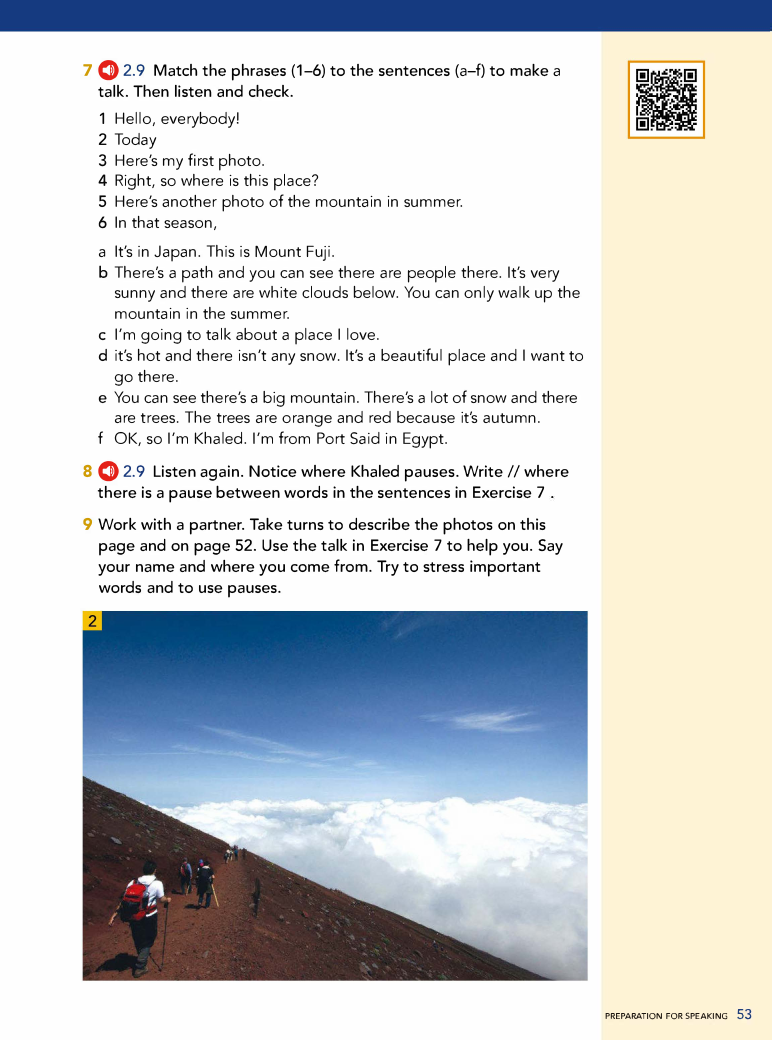 7 2.9 Match the phrases (1–6) to the sentences (a–f) to make a
talk. Then listen and check.
1 Hello, everybody!
2 Today
3 Here's my first photo.
4 Right, so where is this place?
5 Here's another photo of the mountain in summer.
6 In that season,
a It's in Japan. This is Mount Fuji.
b There's a path and you can see there are people there. It's very
sunny and there are white clouds below. You can only walk up the
mountain in the summer.
c I'm going to talk about a place I love.
d it's hot and there isn't any snow. It's a beautiful place and I want to
go there.
e You can see there's a big mountain. There's a lot of snow and there
are trees. The trees are orange and red because it's autumn.
f OK, so I'm Khaled. I'm from Port Said in Egypt.
8 2.9 Listen again. Notice where Khaled pauses. Write // where
there is a pause between words in the sentences in Exercise 7 .
9 Work with a partner. Take turns to describe the photos on this
page and on page 52. Use the talk in Exercise 7 to help you. Say
your name and where you come from. Try to stress important
words and to use pauses.
2
PREPARATION FOR SPEAKING 53